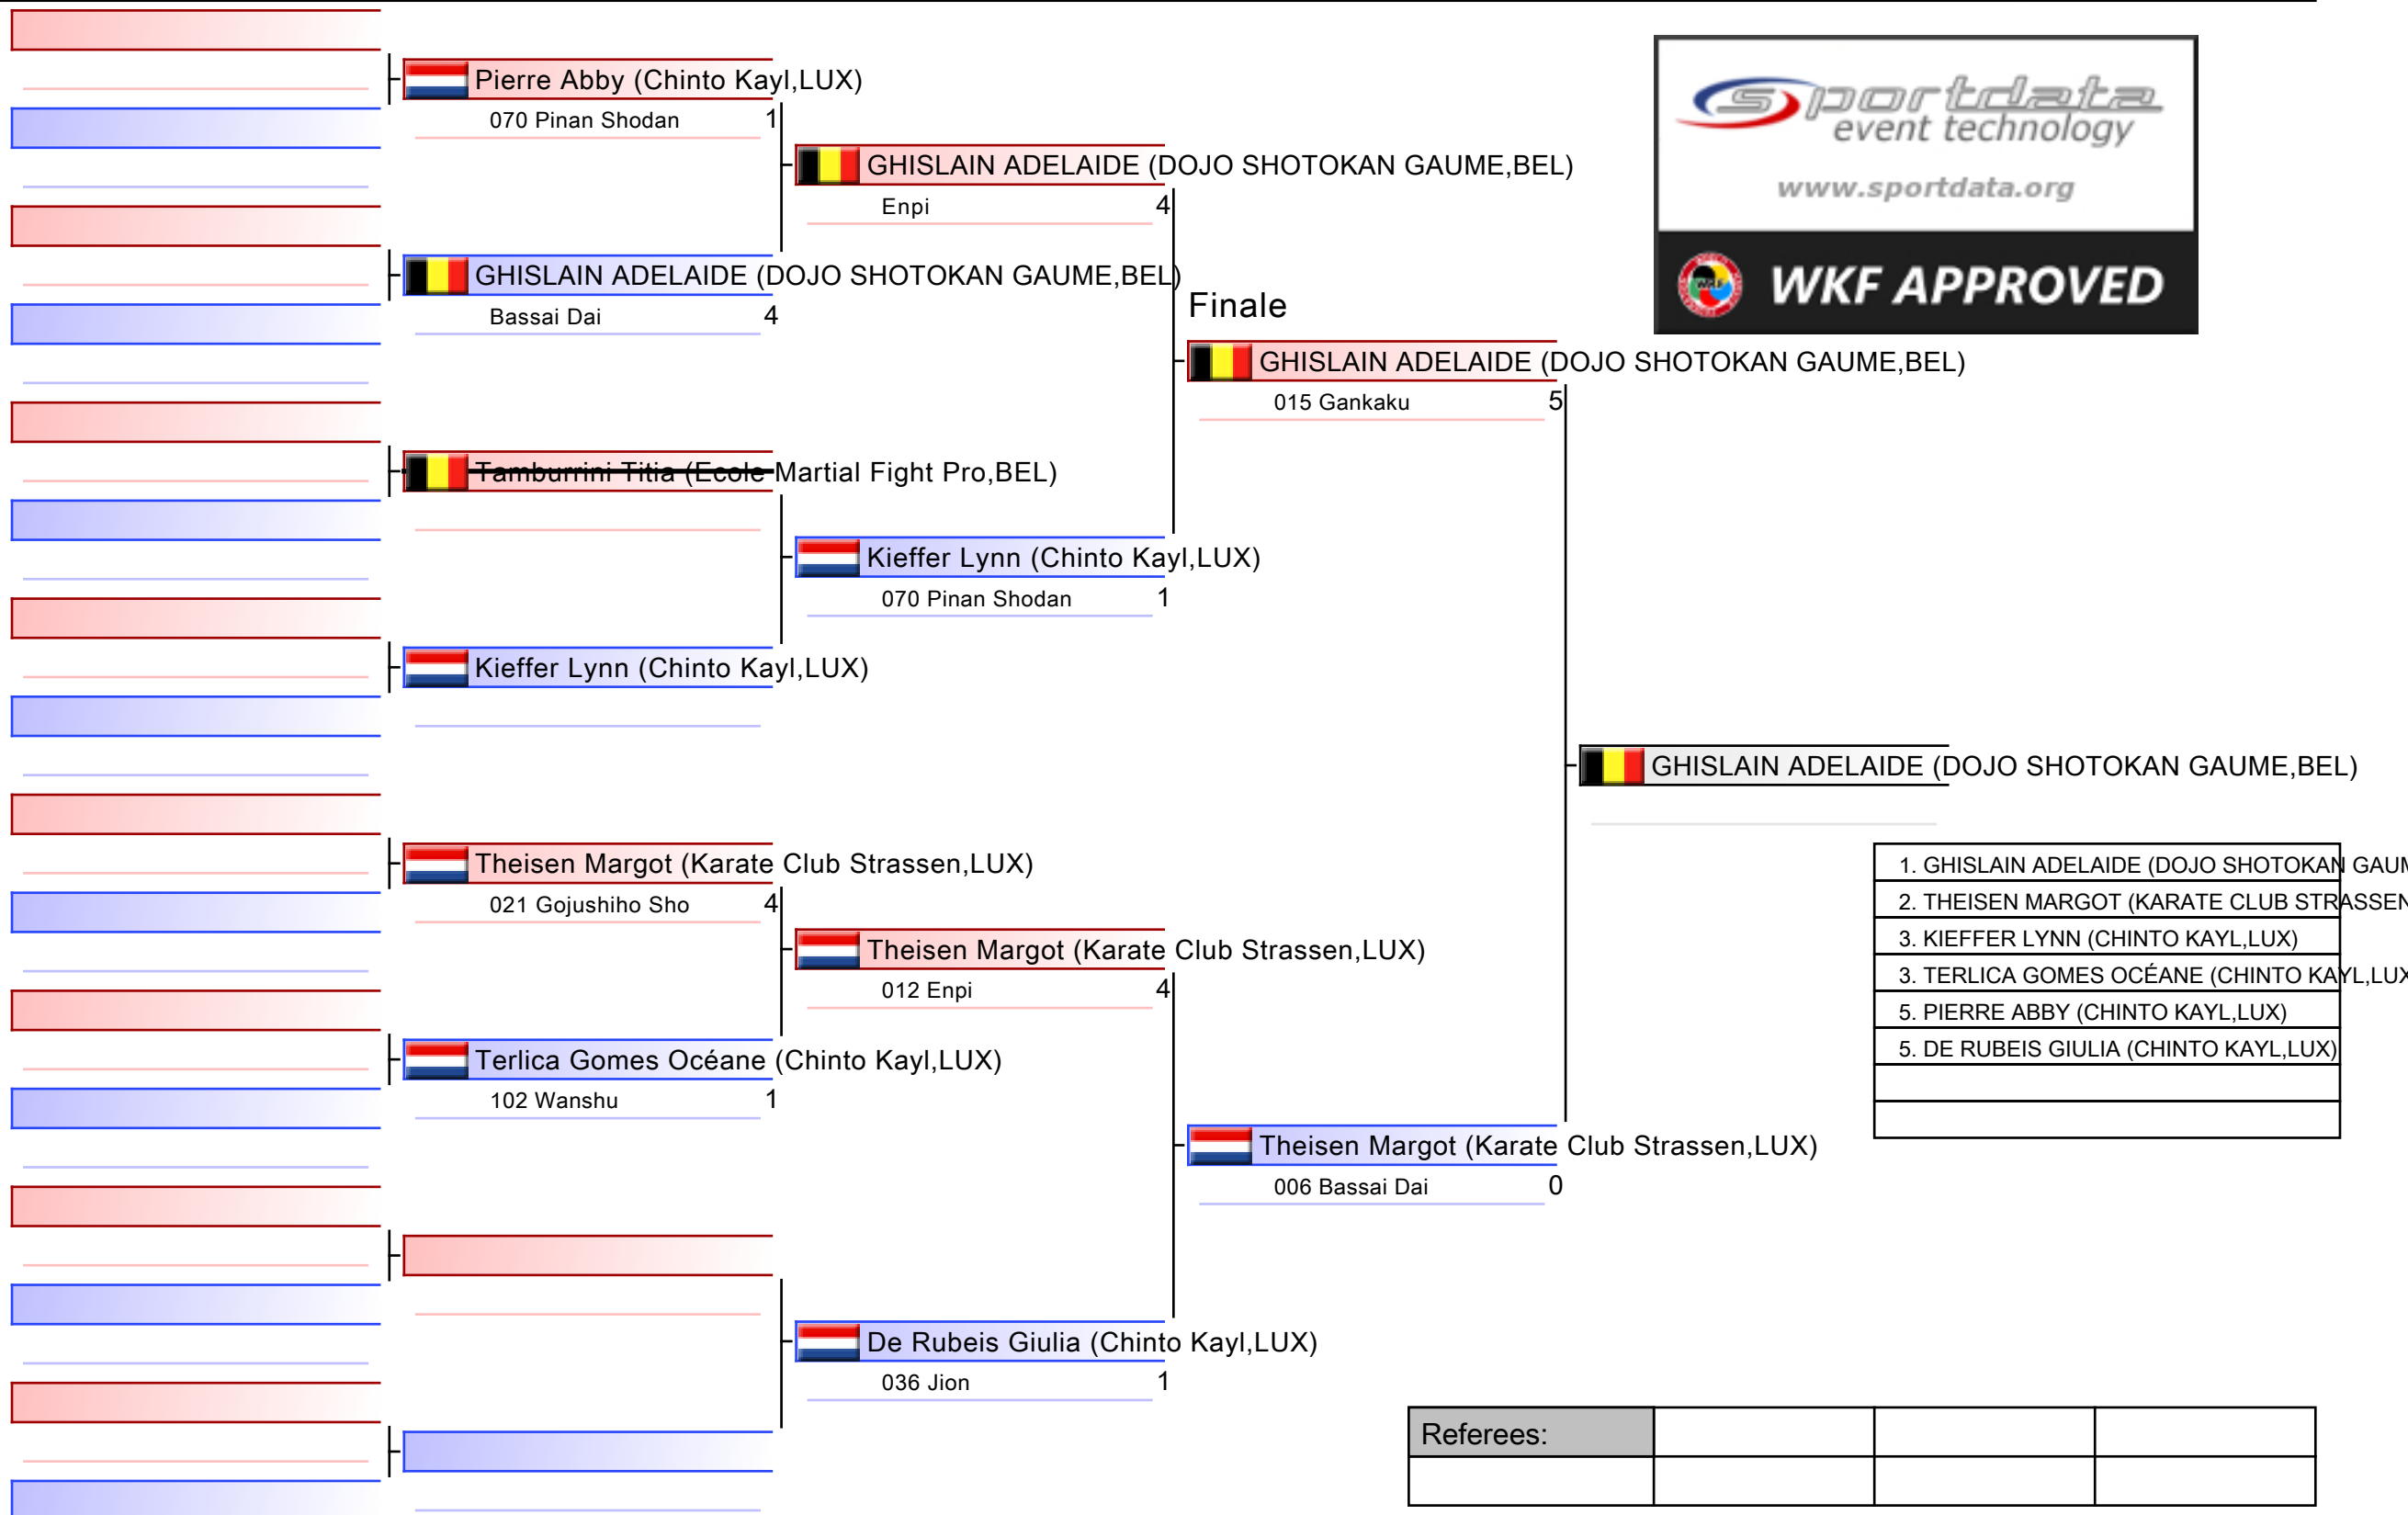 Pierre Abby (Chinto Kayl,LUX)
070 Pinan Shodan 1
GHISLAIN ADELAIDE (DOJO SHOTOKAN GAUME,BEL)
Bassai Dai 4
Tamburrini Titia (Ecole Martial Fight Pro,BEL)
Kieffer Lynn (Chinto Kayl,LUX)
Theisen Margot (Karate Club Strassen,LUX)
021 Gojushiho Sho 4
Terlica Gomes Océane (Chinto Kayl,LUX)
102 Wanshu 1
GHISLAIN ADELAIDE (DOJO SHOTOKAN GAUME,BEL)
Enpi 4
Kieffer Lynn (Chinto Kayl,LUX)
070 Pinan Shodan 1
Theisen Margot (Karate Club Strassen,LUX)
012 Enpi 4
De Rubeis Giulia (Chinto Kayl,LUX)
036 Jion 1
Finale
GHISLAIN ADELAIDE (DOJO SHOTOKAN GAUME,BEL)
015 Gankaku 5
Theisen Margot (Karate Club Strassen,LUX)
006 Bassai Dai 0
GHISLAIN ADELAIDE (DOJO SHOTOKAN GAUME,BEL)
sportdata
event technology
www.sportdata.org
WKF APPROVED
1. GHISLAIN ADELAIDE (DOJO SHOTOKAN GAUM
2. THEISEN MARGOT (KARATE CLUB STRASSEN
3. KIEFFER LYNN (CHINTO KAYL,LUX)
3. TERLICA GOMES OCÉANE (CHINTO KAYL,LUX
5. PIERRE ABBY (CHINTO KAYL,LUX)
5. DE RUBEIS GIULIA (CHINTO KAYL,LUX)
Referees: